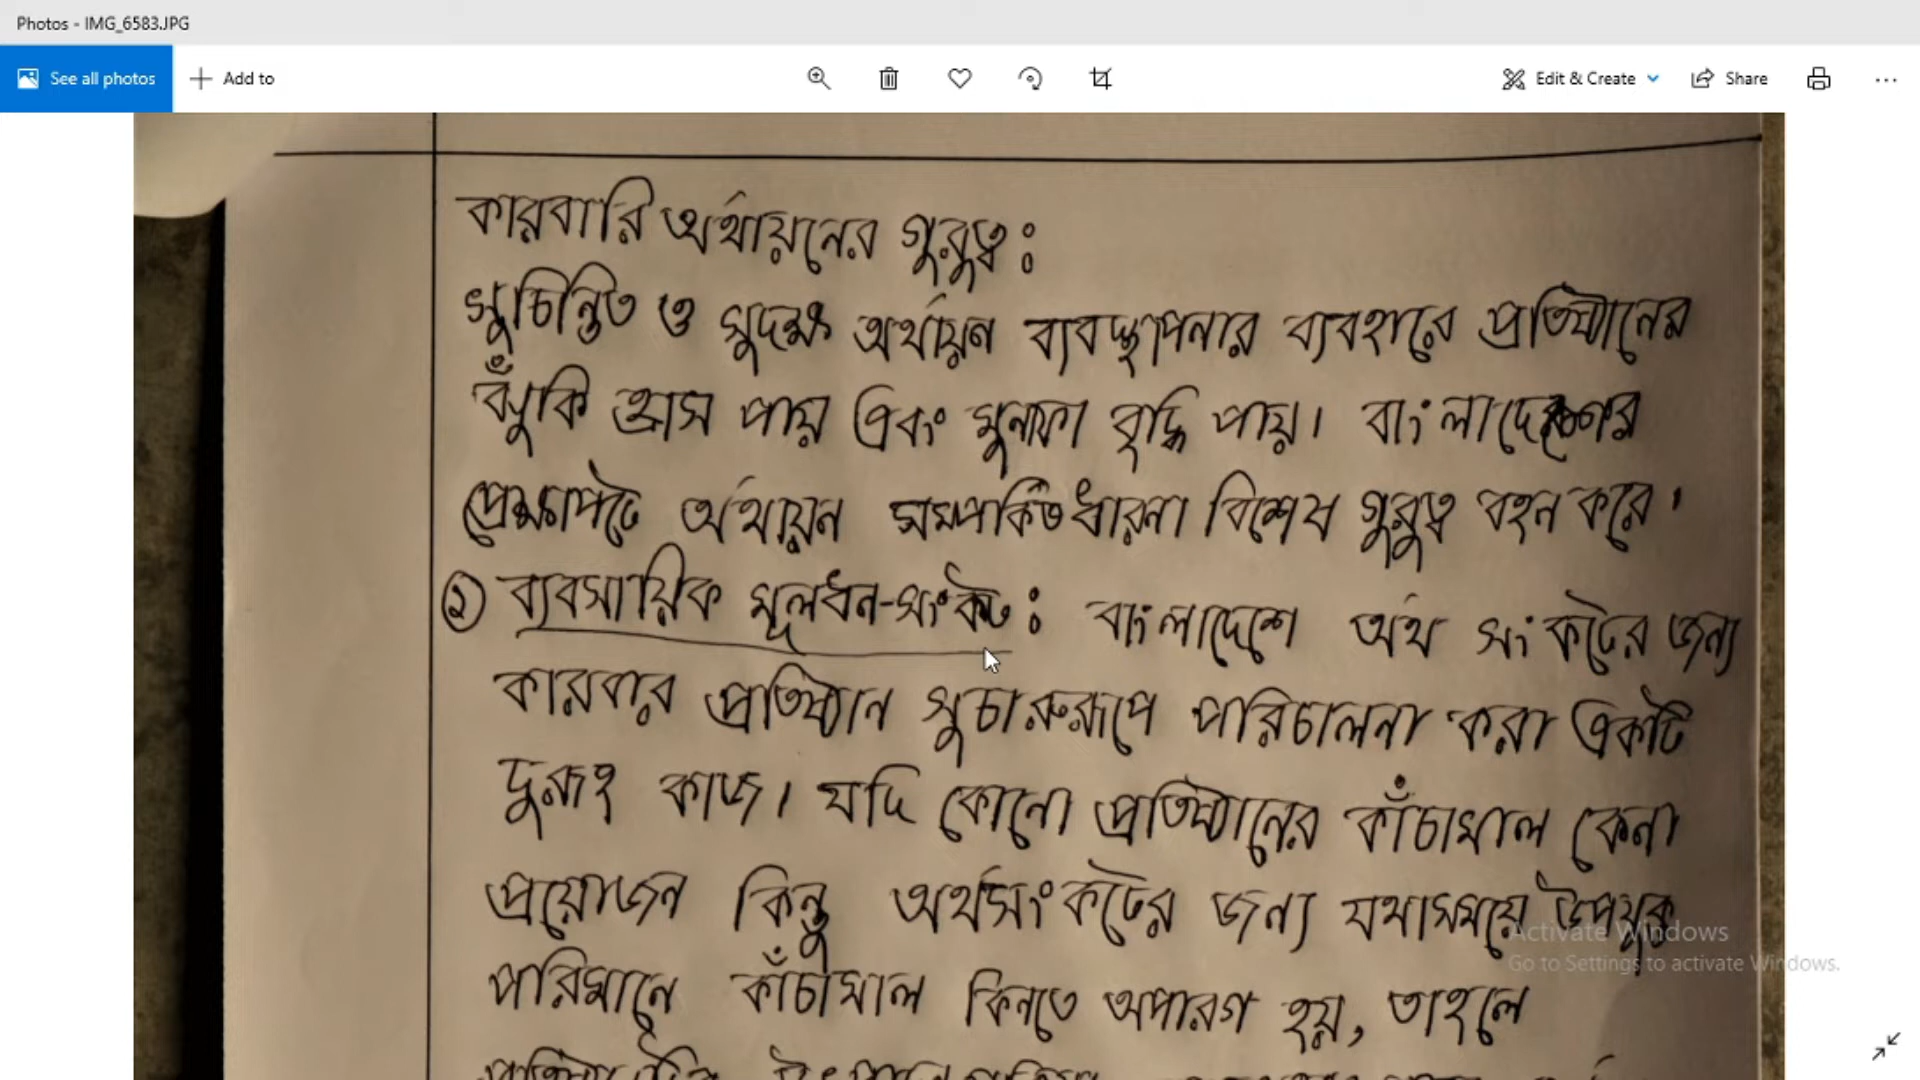 Photos - IMG_6583.JPG
See all photos
Add to
Edit & Create
Share
কারবারি অর্থায়নের গুরুত্ব:
সুচিন্তিত ও সুদক্ষ অর্থায়ন ব্যবস্থাপনার ব্যবহারে প্রতিষ্ঠানের
ঝুঁকি হ্রাস পায় এবং মুনাফা বৃদ্ধি পায়। বাংলাদেশের
প্রেক্ষাপটে অর্থায়ন সম্পর্কিত ধারনা বিশেষ গুরুত্ব বহন করে।
① ব্যবসায়িক মূলধন-সংকট: বাংলাদেশে অর্থ সংকটের জন্য
কারবার প্রতিষ্ঠান সুচারুরূপে পরিচালনা করা একটি
দুরূহ কাজ। যদি কোনো প্রতিষ্ঠানের কাঁচামাল কেনা
প্রয়োজন কিন্তু অর্থসংকটের জন্য যথাসময়ে উপযুক্ত
পরিমানে কাঁচামাল কিনতে অপারগ হয়, তাহলে
Activate Windows
Go to Settings to activate Windows.